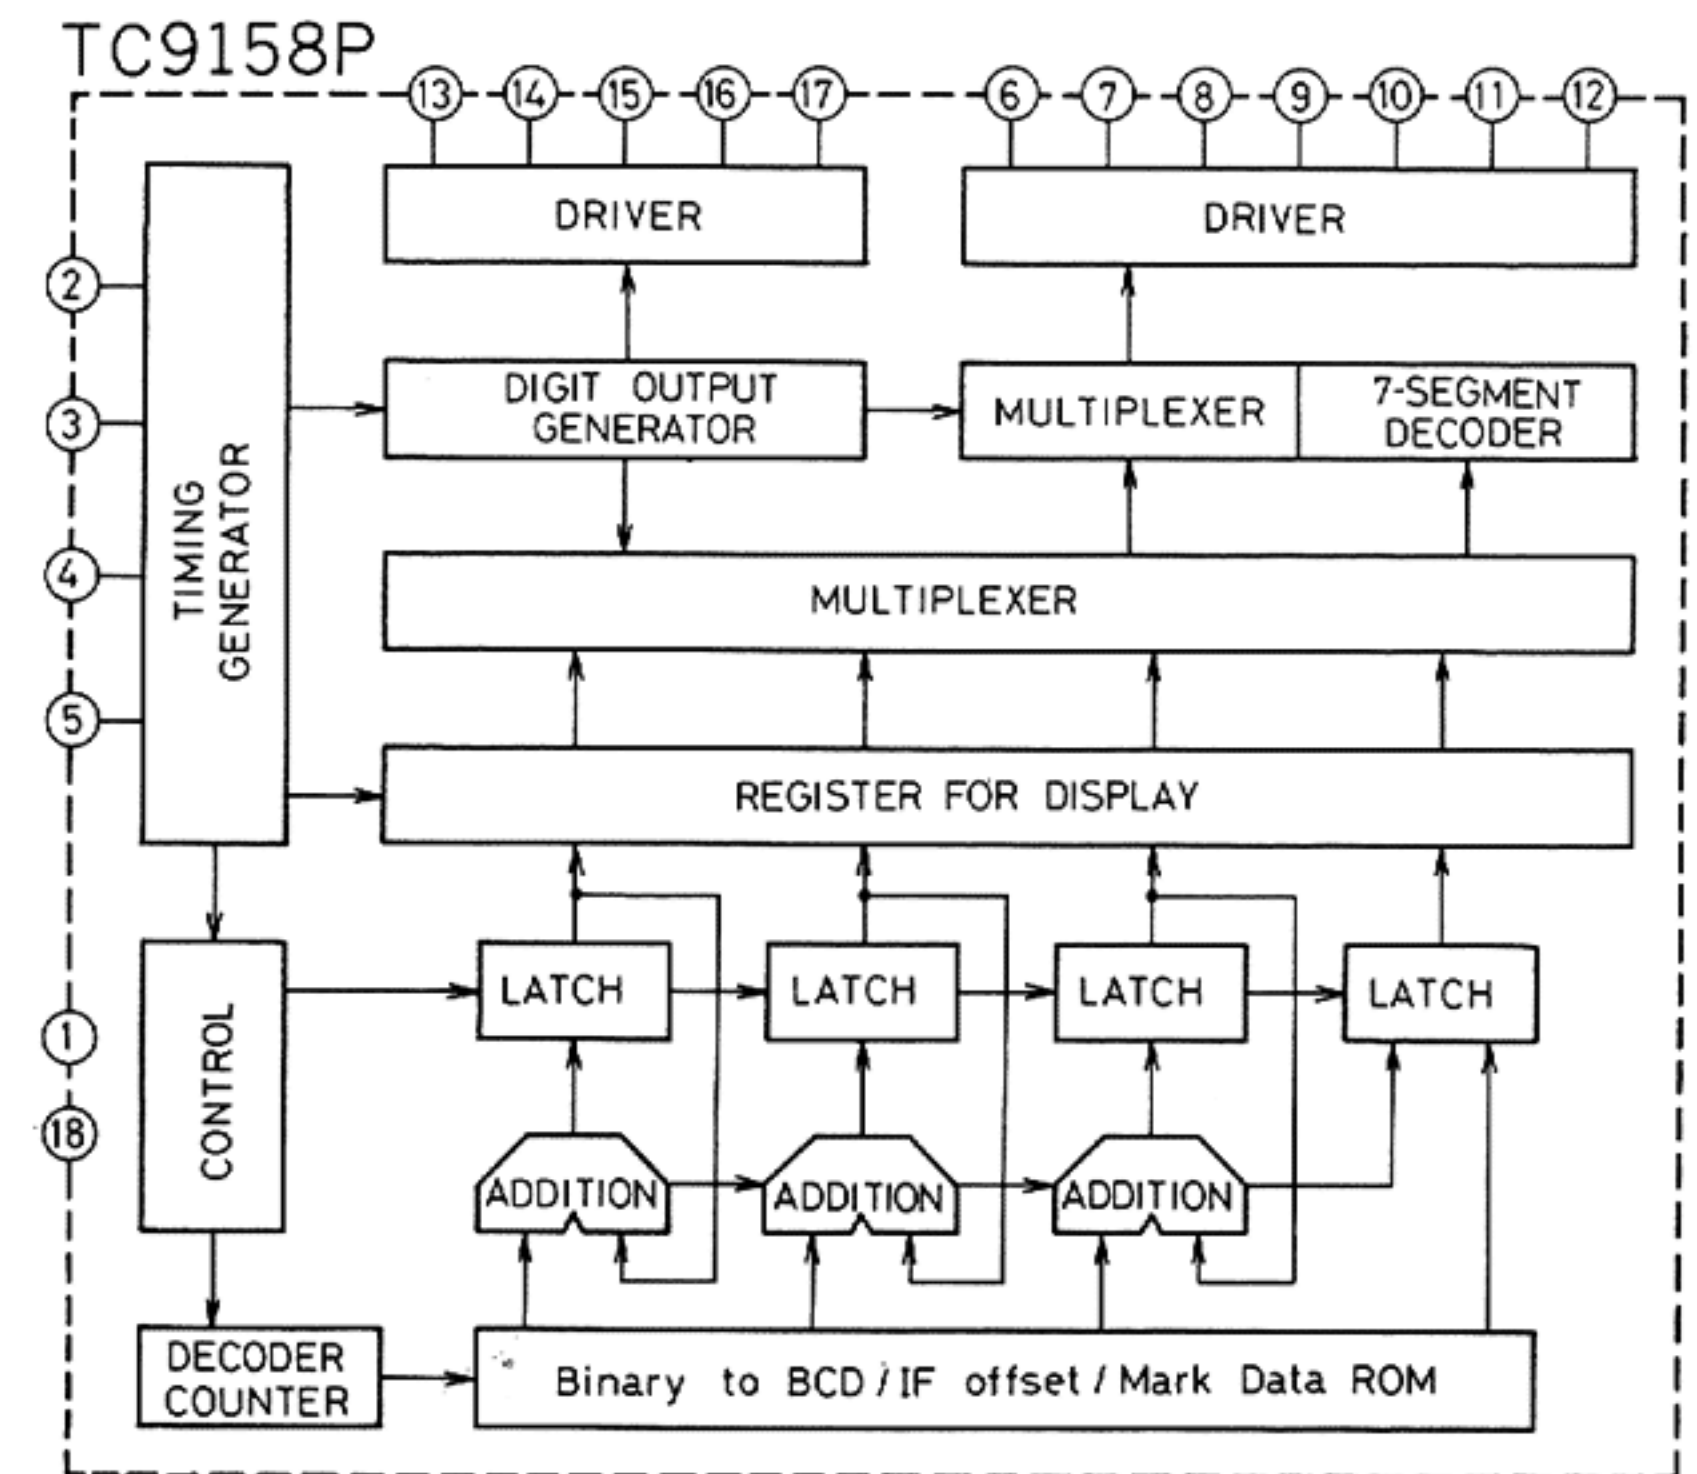 TC9158P
13 14 15 16 17 6 7 8 9 10 11 12
DRIVER
DRIVER
2
3
4
5
1
18
TIMING
GENERATOR
DIGIT OUTPUT
GENERATOR
MULTIPLEXER
7-SEGMENT
DECODER
MULTIPLEXER
REGISTER FOR DISPLAY
CONTROL
LATCH
LATCH
LATCH
LATCH
ADDITION
ADDITION
ADDITION
DECODER
COUNTER
Binary to BCD/IF offset/Mark Data ROM